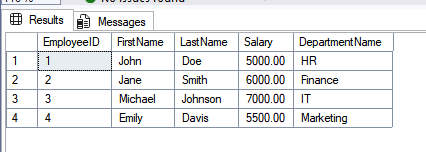 No issues found
Results Messages
EmployeeID FirstName LastName Salary DepartmentName
1 1 John Doe 5000.00 HR
2 2 Jane Smith 6000.00 Finance
3 3 Michael Johnson 7000.00 IT
4 4 Emily Davis 5500.00 Marketing